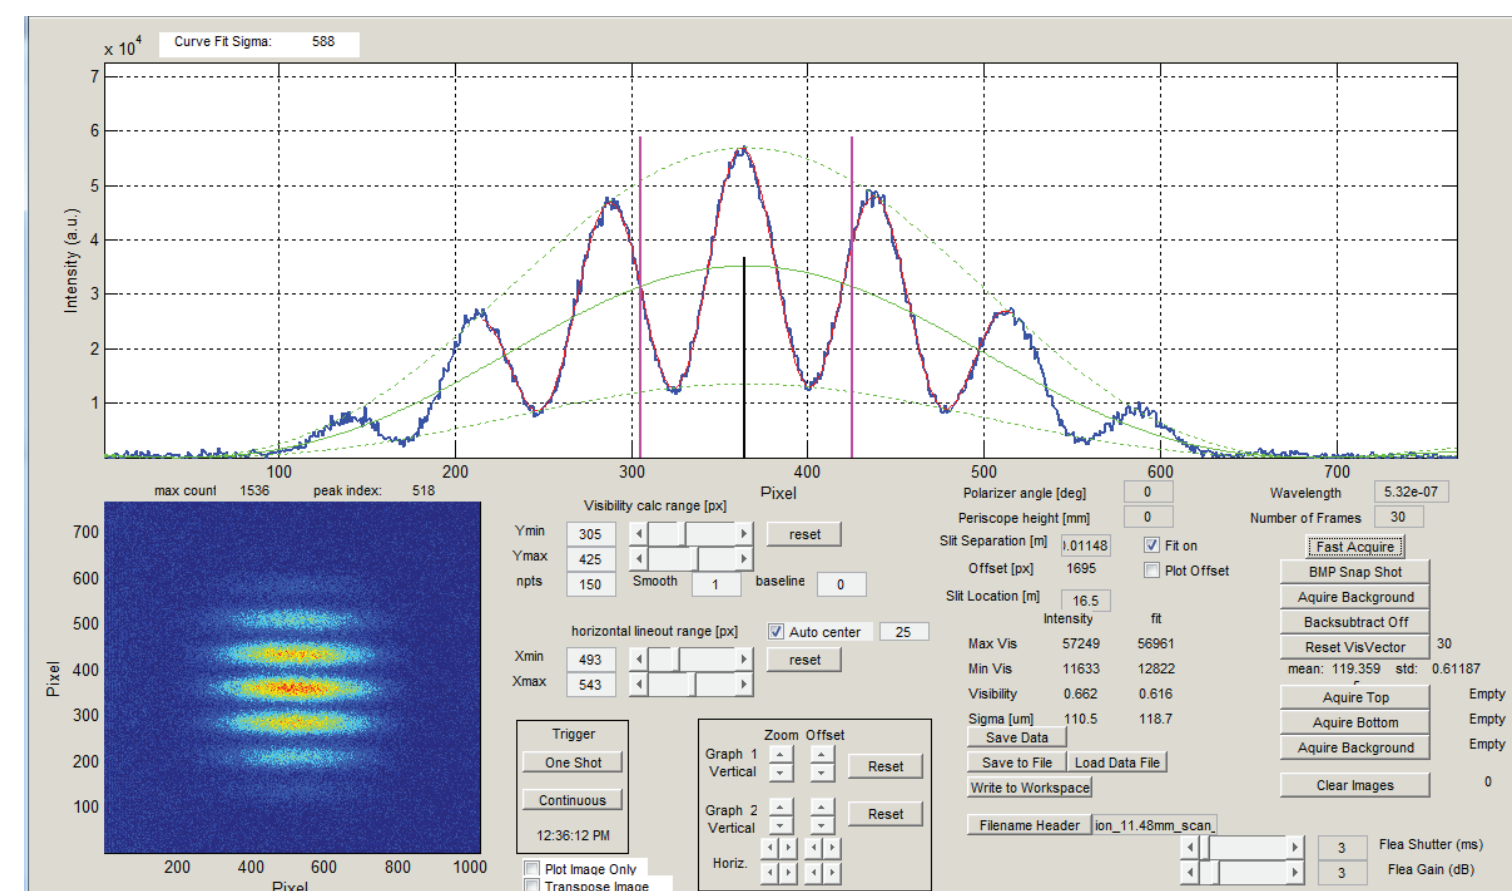 x 10^4
Curve Fit Sigma: 588
7
6
5
4
3
2
1
Intensity (a.u.)
100 200 300 400 500 600 700
Pixel
max count 1536 peak index: 518
700
600
500
400
300
200
100
Pixel
200 400 600 800 1000
Pixel
Visibility calc range [px]
Ymin 305 reset
Ymax 425
npts 150 Smooth 1 baseline 0
horizontal lineout range [px] Auto center 25
Xmin 493 reset
Xmax 543
Trigger
One Shot
Continuous
12:36:12 PM
Plot Image Only
Transpose Image
Zoom Offset
Graph 1
Vertical
Reset
Graph 2
Vertical
Reset
Horiz.
Polarizer angle [deg] 0
Periscope height [mm] 0
Slit Separation [m] ).01148 Fit on
Offset [px] 1695 Plot Offset
Slit Location [m] 16.5
Intensity fit
Max Vis 57249 56961
Min Vis 11633 12822
Visibility 0.662 0.616
Sigma [um] 110.5 118.7
Save Data
Save to File Load Data File
Write to Workspace
Filename Header ion_11.48mm_scan_
Wavelength 5.32e-07
Number of Frames 30
Fast Acquire
BMP Snap Shot
Aquire Background
Backsubtract Off
Reset VisVector 30
mean: 119.359 std: 0.61187
Aquire Top Empty
Aquire Bottom Empty
Aquire Background Empty
Clear Images 0
3 Flea Shutter (ms)
3 Flea Gain (dB)